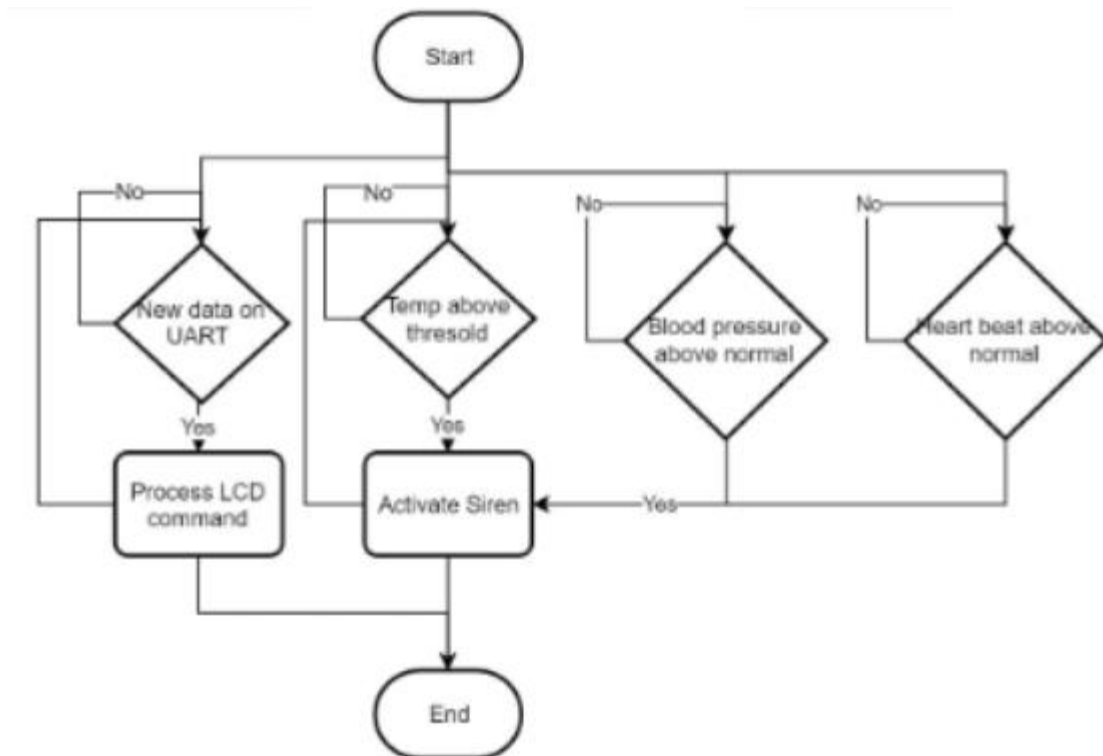 Start
No
No
No
No
New data on
UART
Temp above
thresold
Blood pressure
above normal
Heart beat above
normal
Yes
Yes
Process LCD
command
Activate Siren
Yes
End